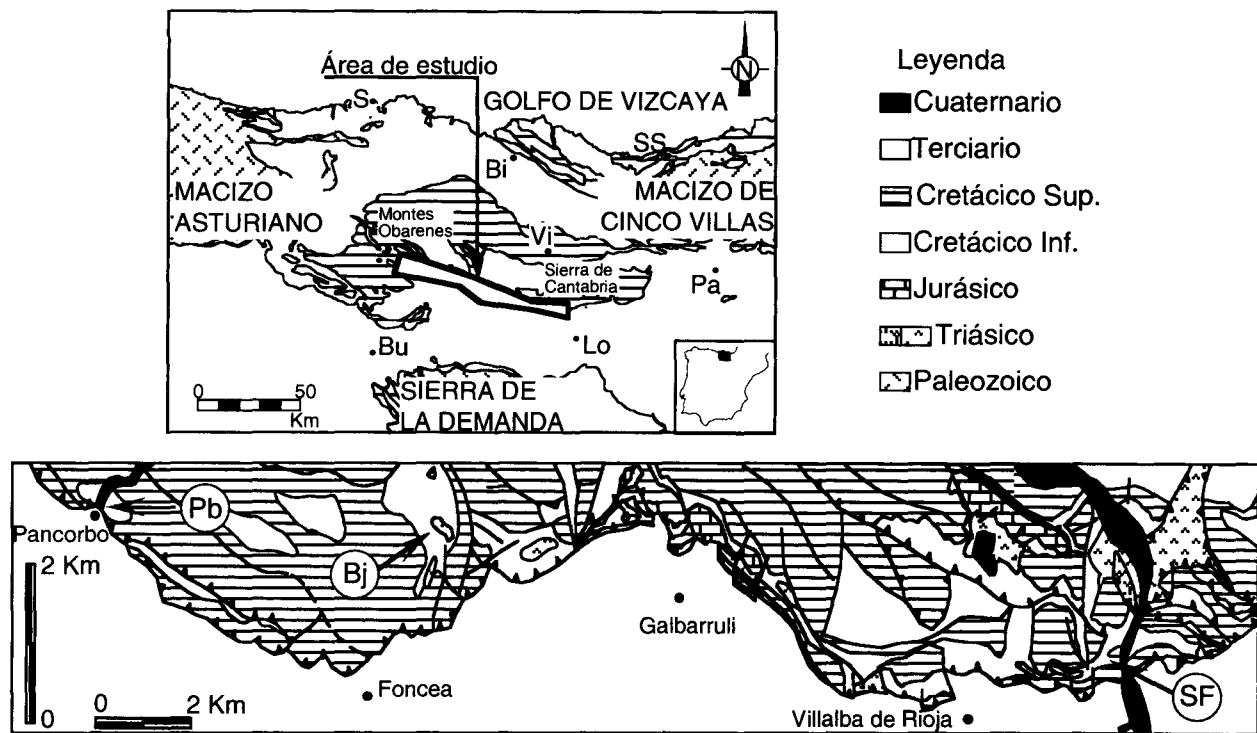 Área de estudio
N
S
GOLFO DE VIZCAYA
SS
Bi
MACIZO
ASTURIANO
MACIZO DE
CINCO VILLAS
Montes
Obarenes
Vi
Sierra de
Cantabria
Pa
Bu
Lo
0 50
Km
SIERRA DE
LA DEMANDA
Leyenda
Cuaternario
Terciario
Cretácico Sup.
Cretácico Inf.
Jurásico
Triásico
Paleozoico
Pb
Pancorbo
Bj
2 Km
0
0 2 Km
Foncea
Galbarruli
Villalba de Rioja
SF